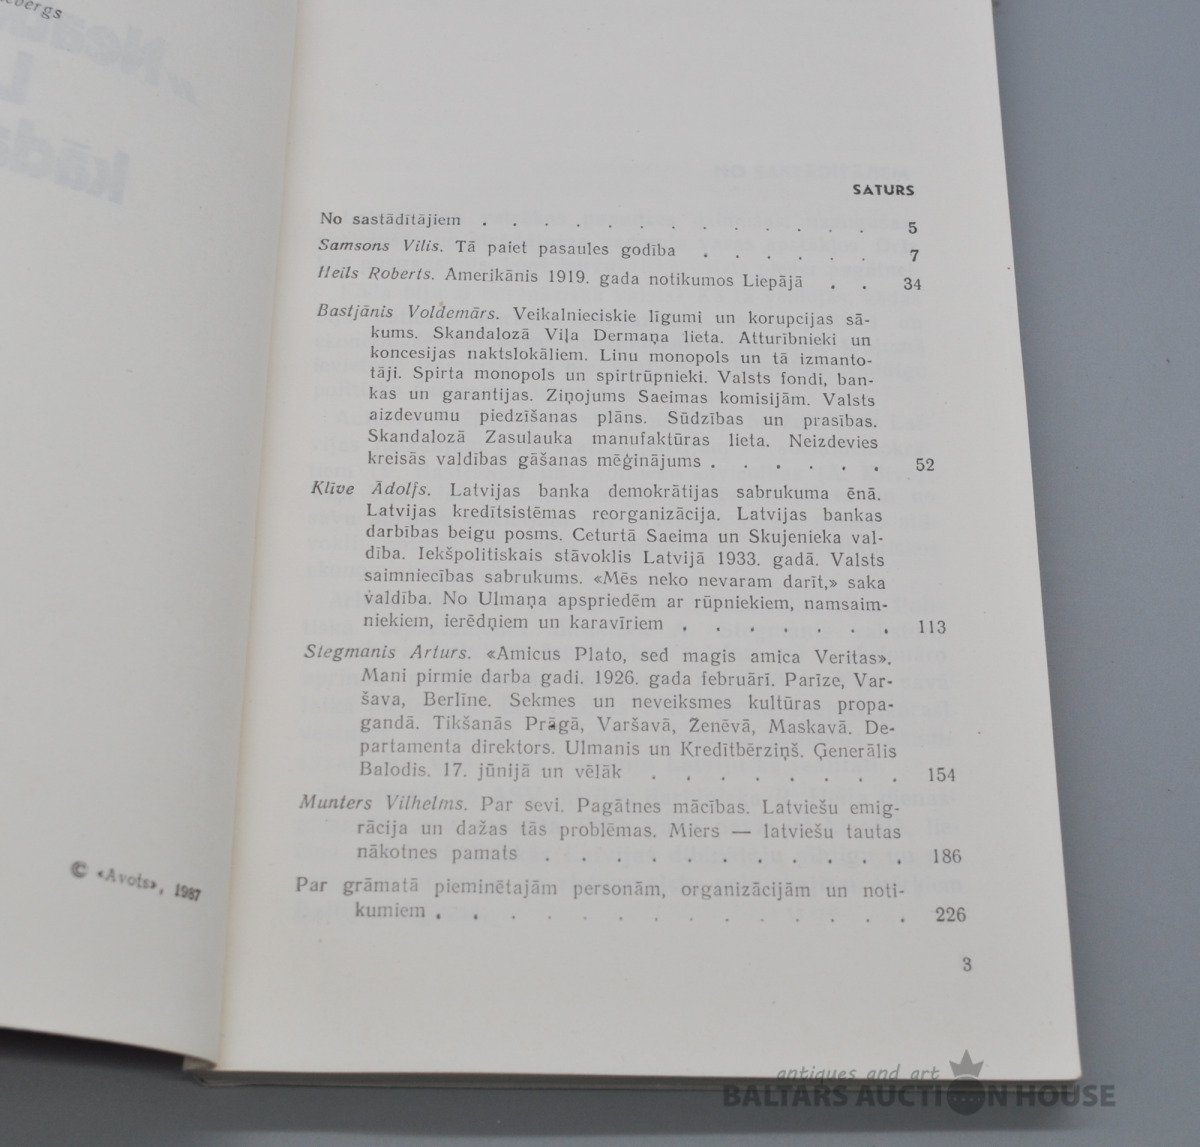 © «Avots», 1987
SATURS
No sastādītājiem . . . . . . . . . . . . . 5
Samsons Vilis. Tā paiet pasaules godība . . . . . . 7
Heils Roberts. Amerikānis 1919. gada notikumos Liepājā . . 34
Bastjānis Voldemārs. Veikalnieciskie līgumi un korupcijas sā-
kums. Skandalozā Viļa Dermaņa lieta. Atturībnieki un
koncesijas naktslokāliem. Linu monopols un tā izmanto-
tāji. Spirta monopols un spirtrūpnieki. Valsts fondi, ban-
kas un garantijas. Ziņojums Saeimas komisijām. Valsts
aizdevumu piedzīšanas plāns. Sūdzības un prasības.
Skandalozā Zasulauka manufaktūras lieta. Neizdevies
kreisās valdības gāšanas mēģinājums . . . . . . 52
Klīve Ādolfs. Latvijas banka demokrātijas sabrukuma ēnā.
Latvijas kredītsistēmas reorganizācija. Latvijas bankas
darbības beigu posms. Ceturtā Saeima un Skujenieka val-
dība. Iekšpolitiskais stāvoklis Latvijā 1933. gadā. Valsts
saimniecības sabrukums. «Mēs neko nevaram darīt,» saka
valdība. No Ulmaņa apspriedēm ar rūpniekiem, namsaim-
niekiem, ierēdņiem un karavīriem . . . . . . . 113
Stegmanis Arturs. «Amicus Plato, sed magis amica Veritas».
Mani pirmie darba gadi. 1926. gada februārī. Parīze, Var-
šava, Berlīne. Sekmes un neveiksmes kultūras propa-
gandā. Tikšanās Prāgā, Varšavā, Ženēvā, Maskavā. De-
partamenta direktors. Ulmanis un Kredītbērziņš. Ģenerālis
Balodis. 17. jūnijā un vēlāk . . . . . . . . 154
Munters Vilhelms. Par sevi. Pagātnes mācības. Latviešu emig-
rācija un dažas tās problēmas. Miers — latviešu tautas
nākotnes pamats . . . . . . . . . . . 186
Par grāmatā pieminētajām personām, organizācijām un noti-
kumiem . . . . . . . . . . . . . . 226
3
antiques and art
BALTARS AUCTION HOUSE